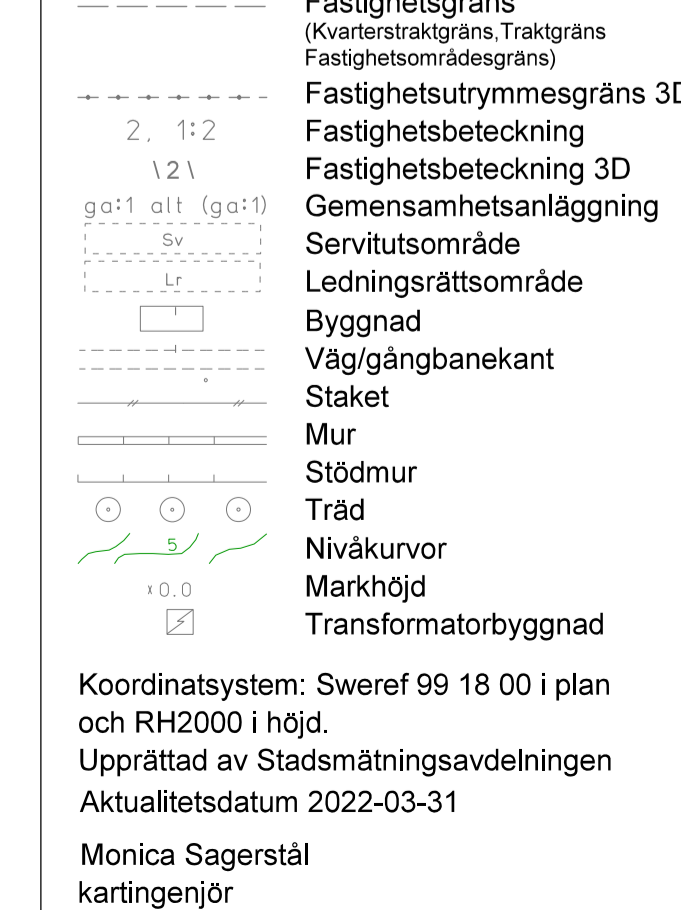 Fastighetsgräns
(Kvarterstraktgräns,Traktgräns
Fastighetsområdesgräns)
Fastighetsutrymmesgräns 3D
2, 1:2 Fastighetsbeteckning
\2\ Fastighetsbeteckning 3D
ga:1 alt (ga:1) Gemensamhetsanläggning
Sv Servitutsområde
Lr Ledningsrättsområde
Byggnad
Väg/gångbanekant
Staket
Mur
Stödmur
Träd
5 Nivåkurvor
x 0.0 Markhöjd
Transformatorbyggnad
Koordinatsystem: Sweref 99 18 00 i plan
och RH2000 i höjd.
Upprättad av Stadsmätningsavdelningen
Aktualitetsdatum 2022-03-31
Monica Sagerstål
kartingenjör